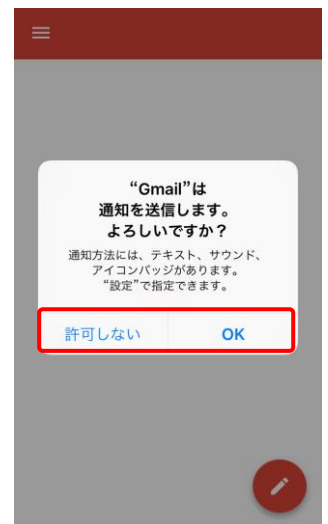 “Gmail”は
通知を送信します。
よろしいですか？
通知方法には、テキスト、サウンド、
アイコンバッジがあります。
“設定”で指定できます。
許可しない OK